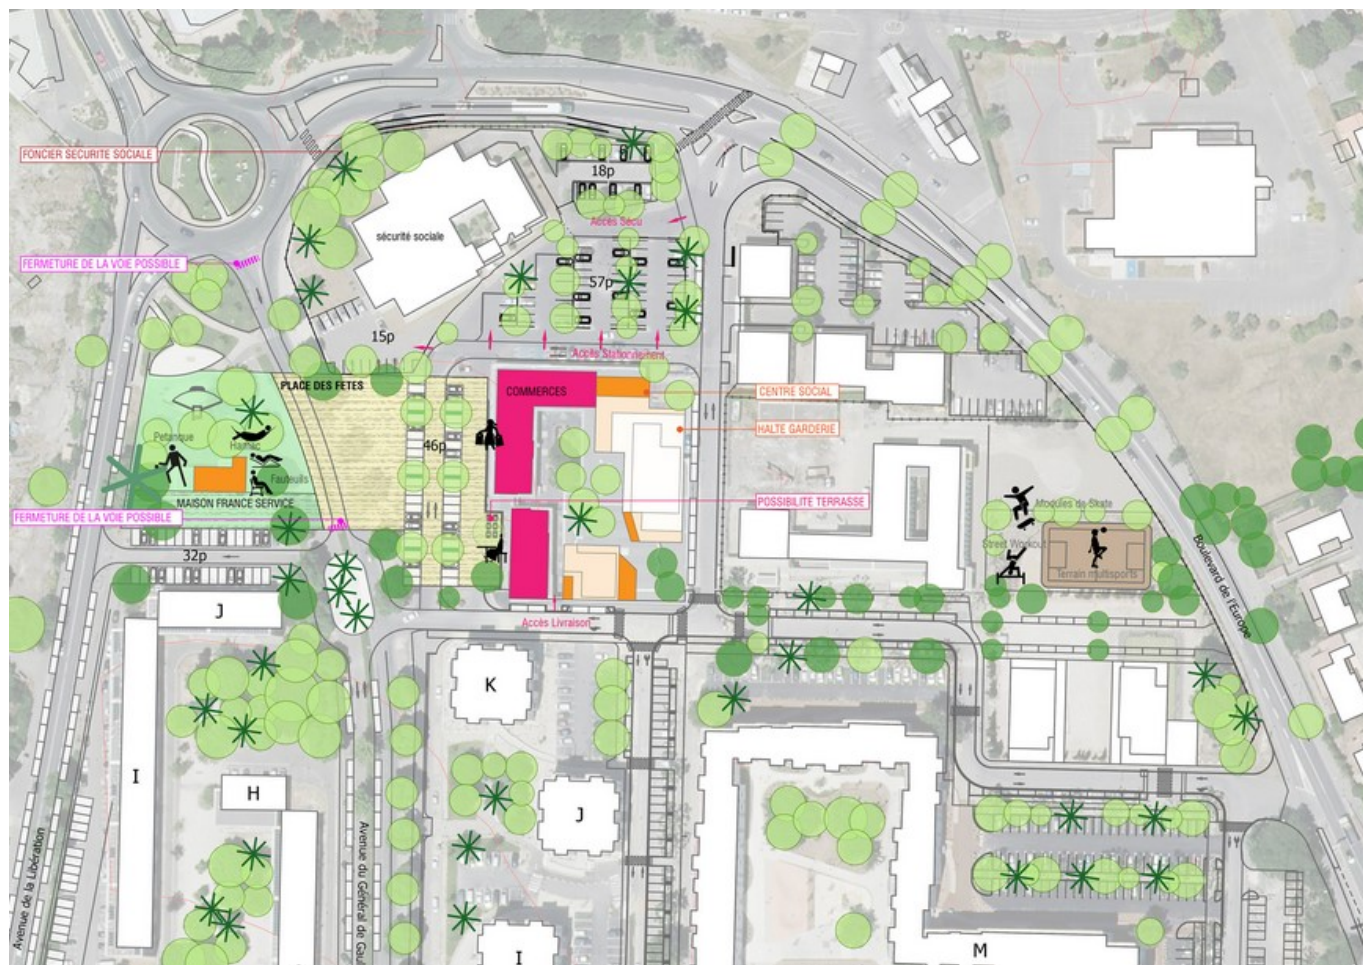 FONCIER SECURITE SOCIALE
18p
Accès Sécu
sécurité sociale
FERMETURE DE LA VOIE POSSIBLE
57p
15p
Accès Stationnement
PLACE DES FETES
COMMERCES
CENTRE SOCIAL
HALTE GARDERIE
Pétanque
Hamac
46p
Fauteuils
MAISON FRANCE SERVICE
POSSIBILITE TERRASSE
Modules de Skate
FERMETURE DE LA VOIE POSSIBLE
Street Workout
32p
Terrain multisports
Boulevard de l'Europe
J
Accès Livraison
K
I
H
J
Avenue de la Libération
Avenue du Général de Gaul
I
M